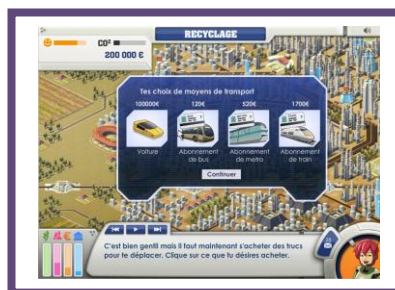 RECYCLAGE
CO²
200 000 €
Tes choix de moyens de transport
100000€ 120€ 520€ 1700€
Voiture Abonnement de bus Abonnement de metro Abonnement de train
Continuer
C'est bien gentil mais il faut maintenant s'acheter des trucs
pour te déplacer. Clique sur ce que tu désires acheter.